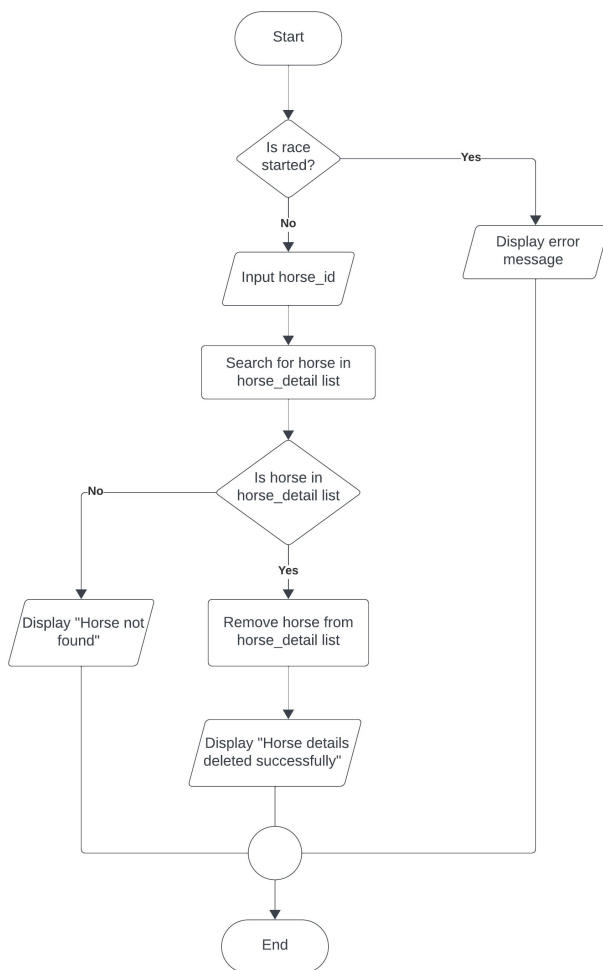 Start
Is race
started?
Yes
No
Display error
message
Input horse_id
Search for horse in
horse_detail list
Is horse in
horse_detail list
No
Yes
Display "Horse not
found"
Remove horse from
horse_detail list
Display "Horse details
deleted successfully"
End